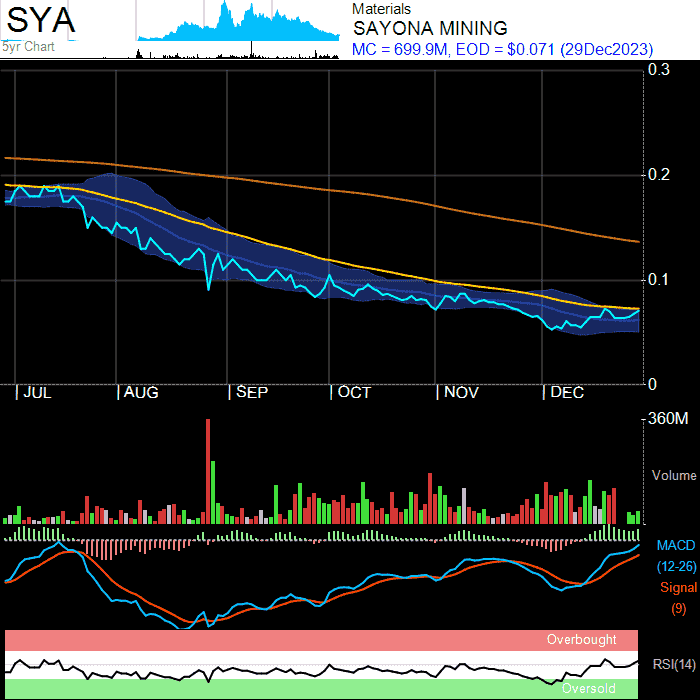 SYA
5yr Chart
Materials
SAYONA MINING
MC = 699.9M, EOD = $0.071 (29Dec2023)
0.3
0.2
0.1
0
| JUL | AUG | SEP | OCT | NOV | DEC
360M
Volume
MACD
(12-26)
Signal
(9)
Overbought
RSI(14)
Oversold